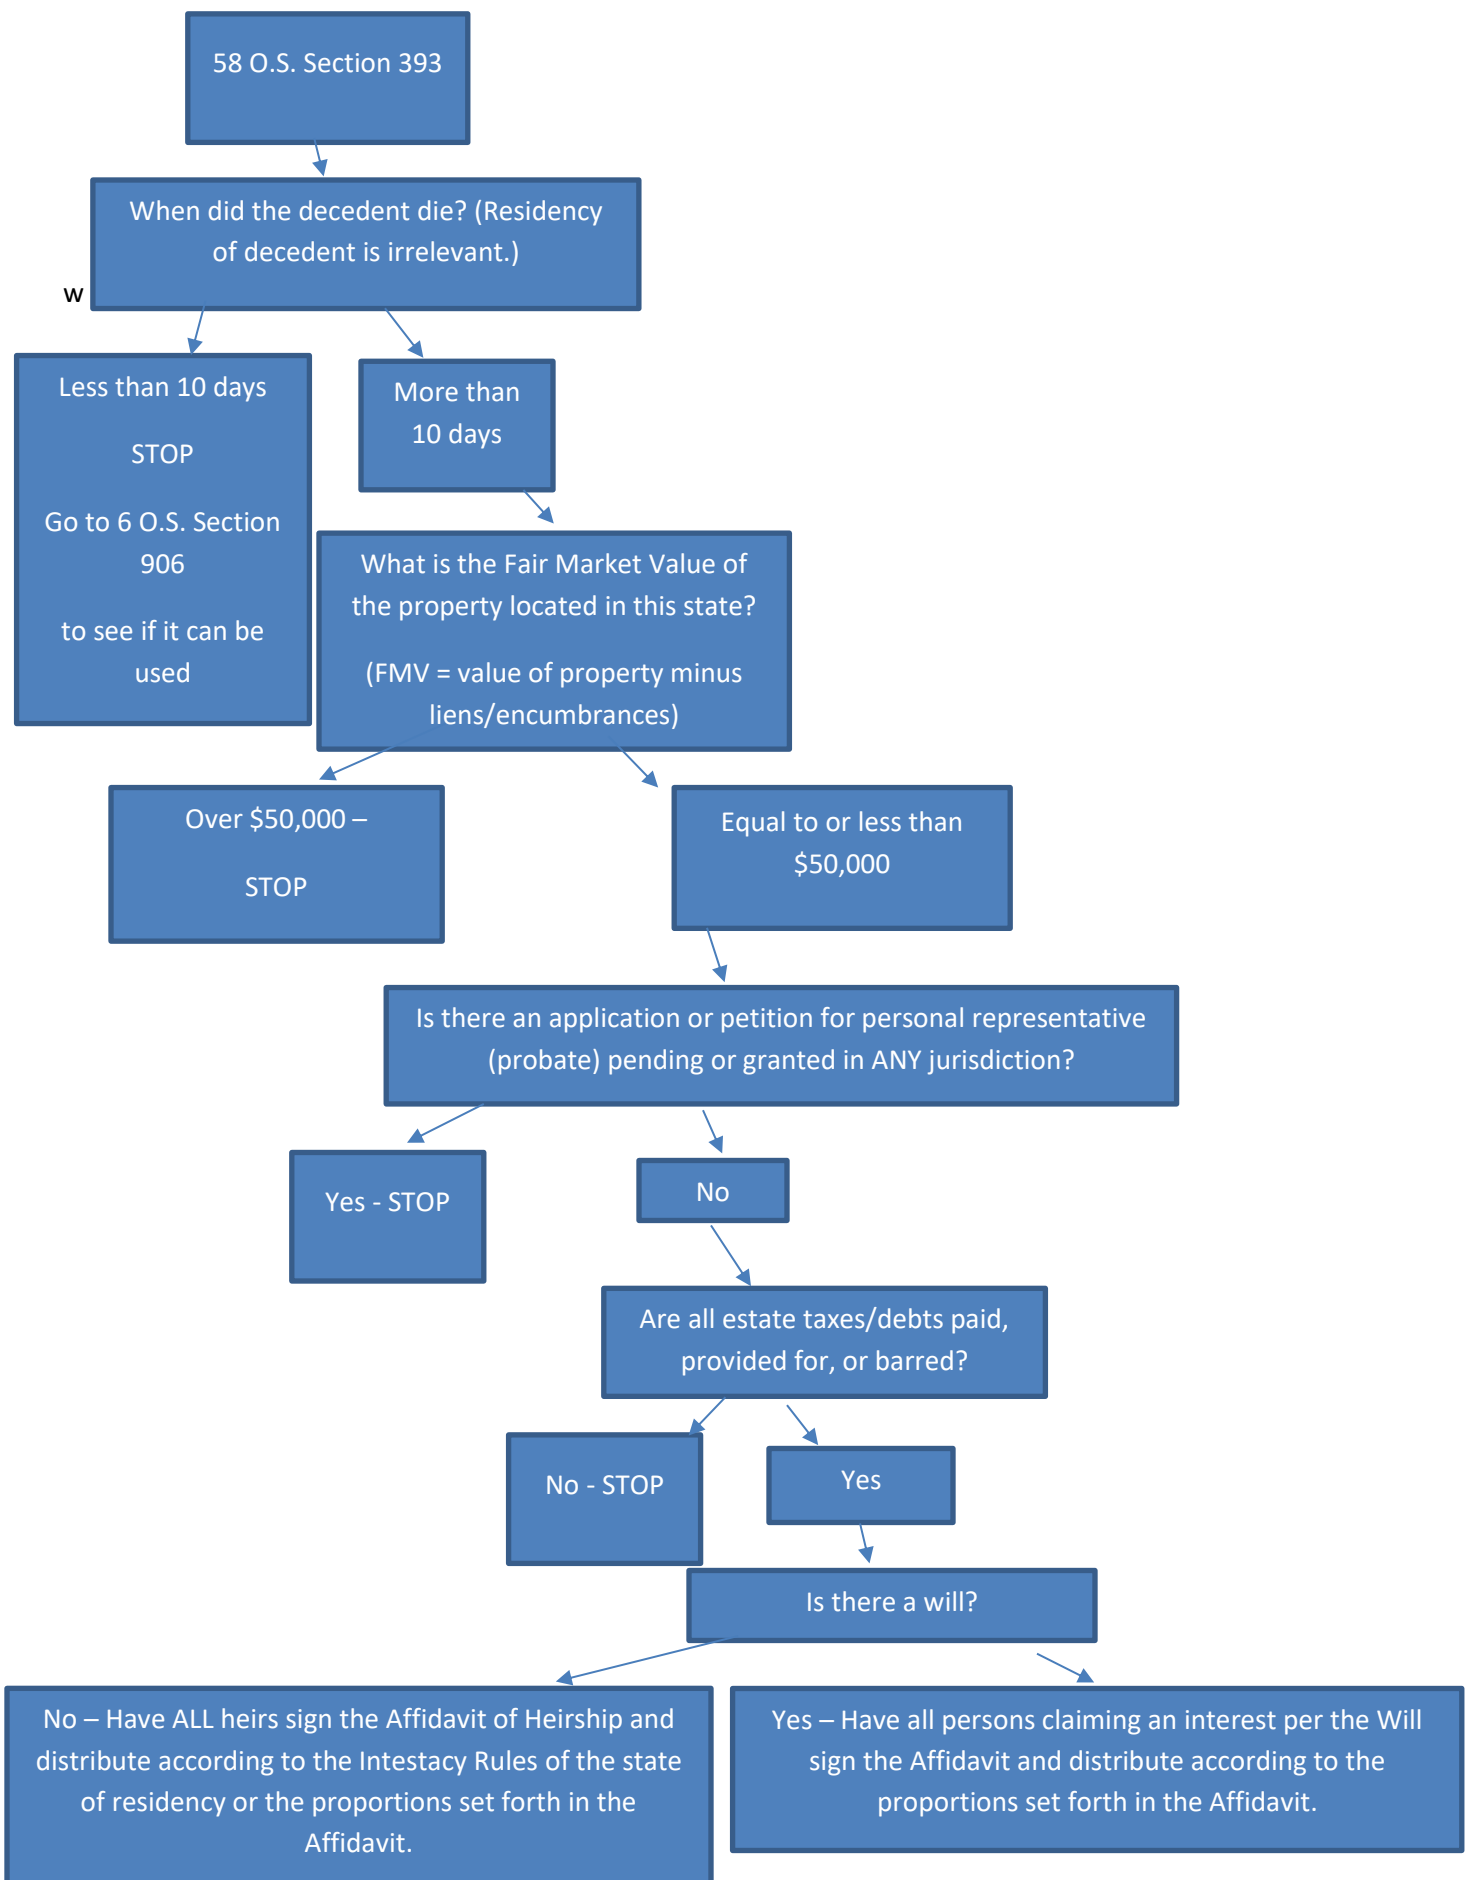 58 O.S. Section 393
When did the decedent die? (Residency
of decedent is irrelevant.)
w
Less than 10 days
STOP
Go to 6 O.S. Section
906
to see if it can be
used
More than
10 days
What is the Fair Market Value of
the property located in this state?
(FMV = value of property minus
liens/encumbrances)
Over $50,000 –
STOP
Equal to or less than
$50,000
Is there an application or petition for personal representative
(probate) pending or granted in ANY jurisdiction?
Yes - STOP
No
Are all estate taxes/debts paid,
provided for, or barred?
No - STOP
Yes
Is there a will?
No – Have ALL heirs sign the Affidavit of Heirship and
distribute according to the Intestacy Rules of the state
of residency or the proportions set forth in the
Affidavit.
Yes – Have all persons claiming an interest per the Will
sign the Affidavit and distribute according to the
proportions set forth in the Affidavit.